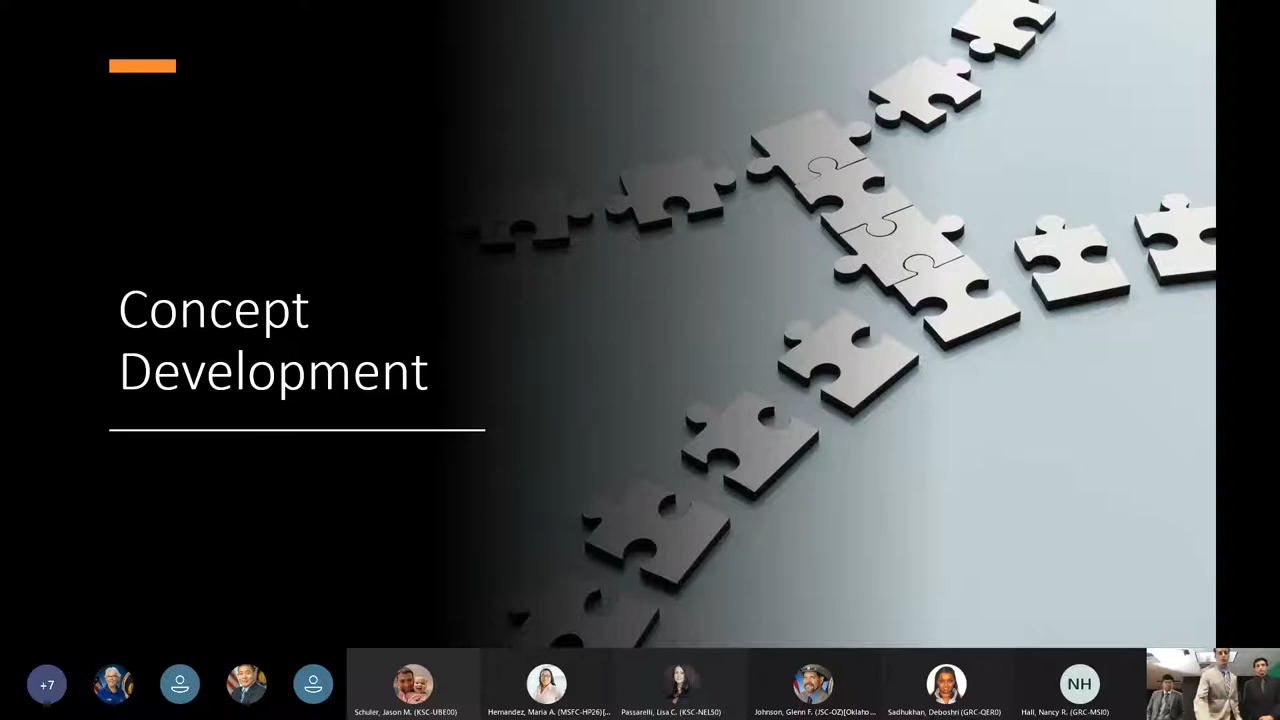 Concept
Development
+7
Schuler, Jason M. (KSC-UBE00)
Hernandez, Maria A. (MSFC-HP26)[...
Passarelli, Lisa C. (KSC-NEL50)
Johnson, Glenn F. (JSC-OZ)[Oklaho...
Sadhukhan, Deboshri (GRC-QER0)
NH
Hall, Nancy R. (GRC-MSI0)